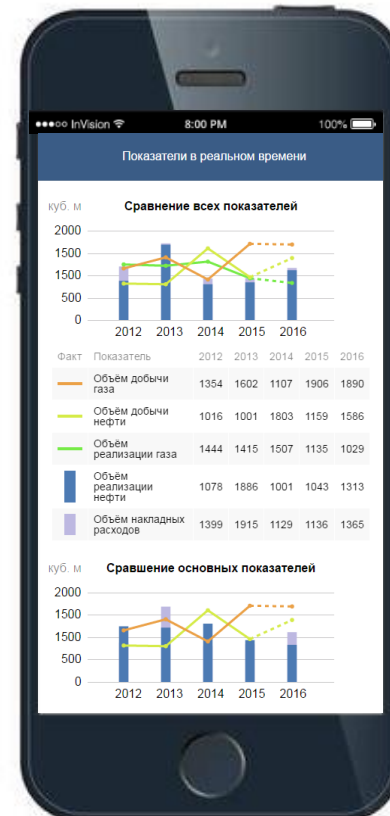 InVision 8:00 PM 100%
Показатели в реальном времени
куб. м Сравнение всех показателей
2000
1500
1500
500
0
2012 2013 2014 2015 2016
Факт Показатель 2012 2013 2014 2015 2016
Объём добычи
газа 1354 1602 1107 1906 1890
Объём добычи
нефти 1016 1001 1803 1159 1586
Объём
реализации газа 1444 1415 1507 1135 1029
Объём
реализации
нефти 1078 1886 1001 1043 1313
Объём накладных
расходов 1399 1915 1129 1136 1365
куб. м Сравшение основных показателей
2000
1500
1500
500
0
2012 2013 2014 2015 2016